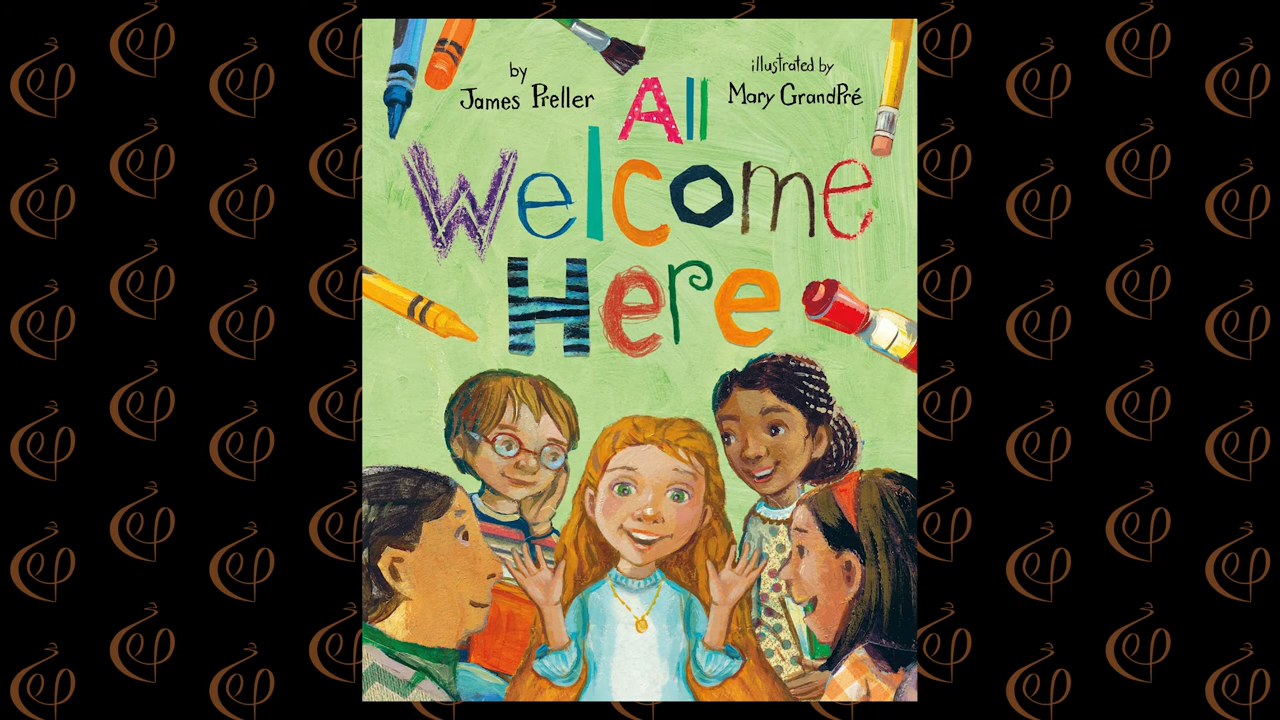 by
James Preller
illustrated by
Mary GrandPré
All
Welcome
Here